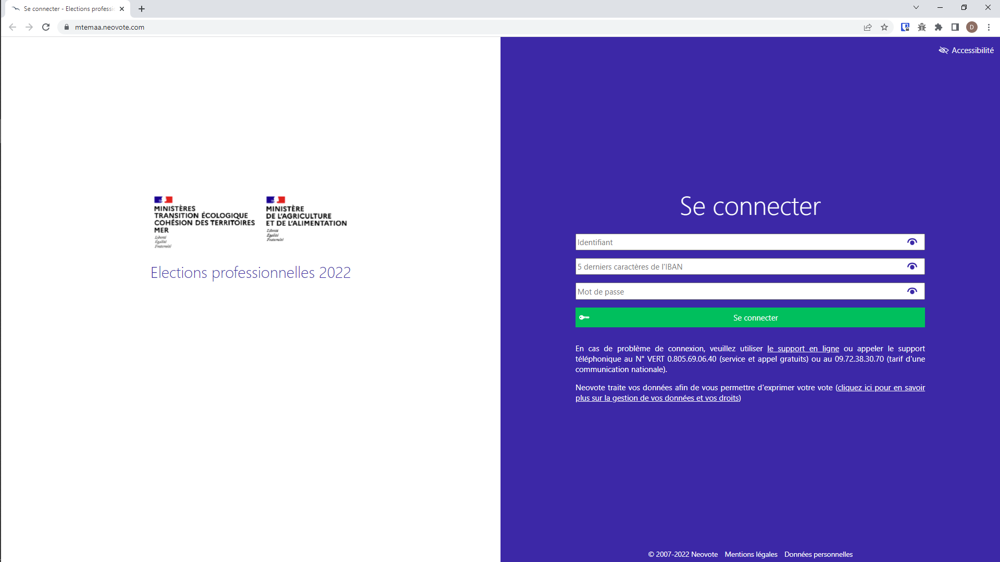 Se connecter - Elections professi
mtemaa.neovote.com
D
Accessibilité
MINISTÈRES
TRANSITION ÉCOLOGIQUE
COHÉSION DES TERRITOIRES
MER
Liberté
Égalité
Fraternité
MINISTÈRE
DE L'AGRICULTURE
ET DE L'ALIMENTATION
Liberté
Égalité
Fraternité
Elections professionnelles 2022
Se connecter
Identifiant
5 derniers caractères de l'IBAN
Mot de passe
Se connecter
En cas de problème de connexion, veuillez utiliser le support en ligne ou appeler le support
téléphonique au N° VERT 0.805.69.06.40 (service et appel gratuits) ou au 09.72.38.30.70 (tarif d'une
communication nationale).
Neovote traite vos données afin de vous permettre d'exprimer votre vote (cliquez ici pour en savoir
plus sur la gestion de vos données et vos droits)
© 2007-2022 Neovote Mentions légales Données personnelles